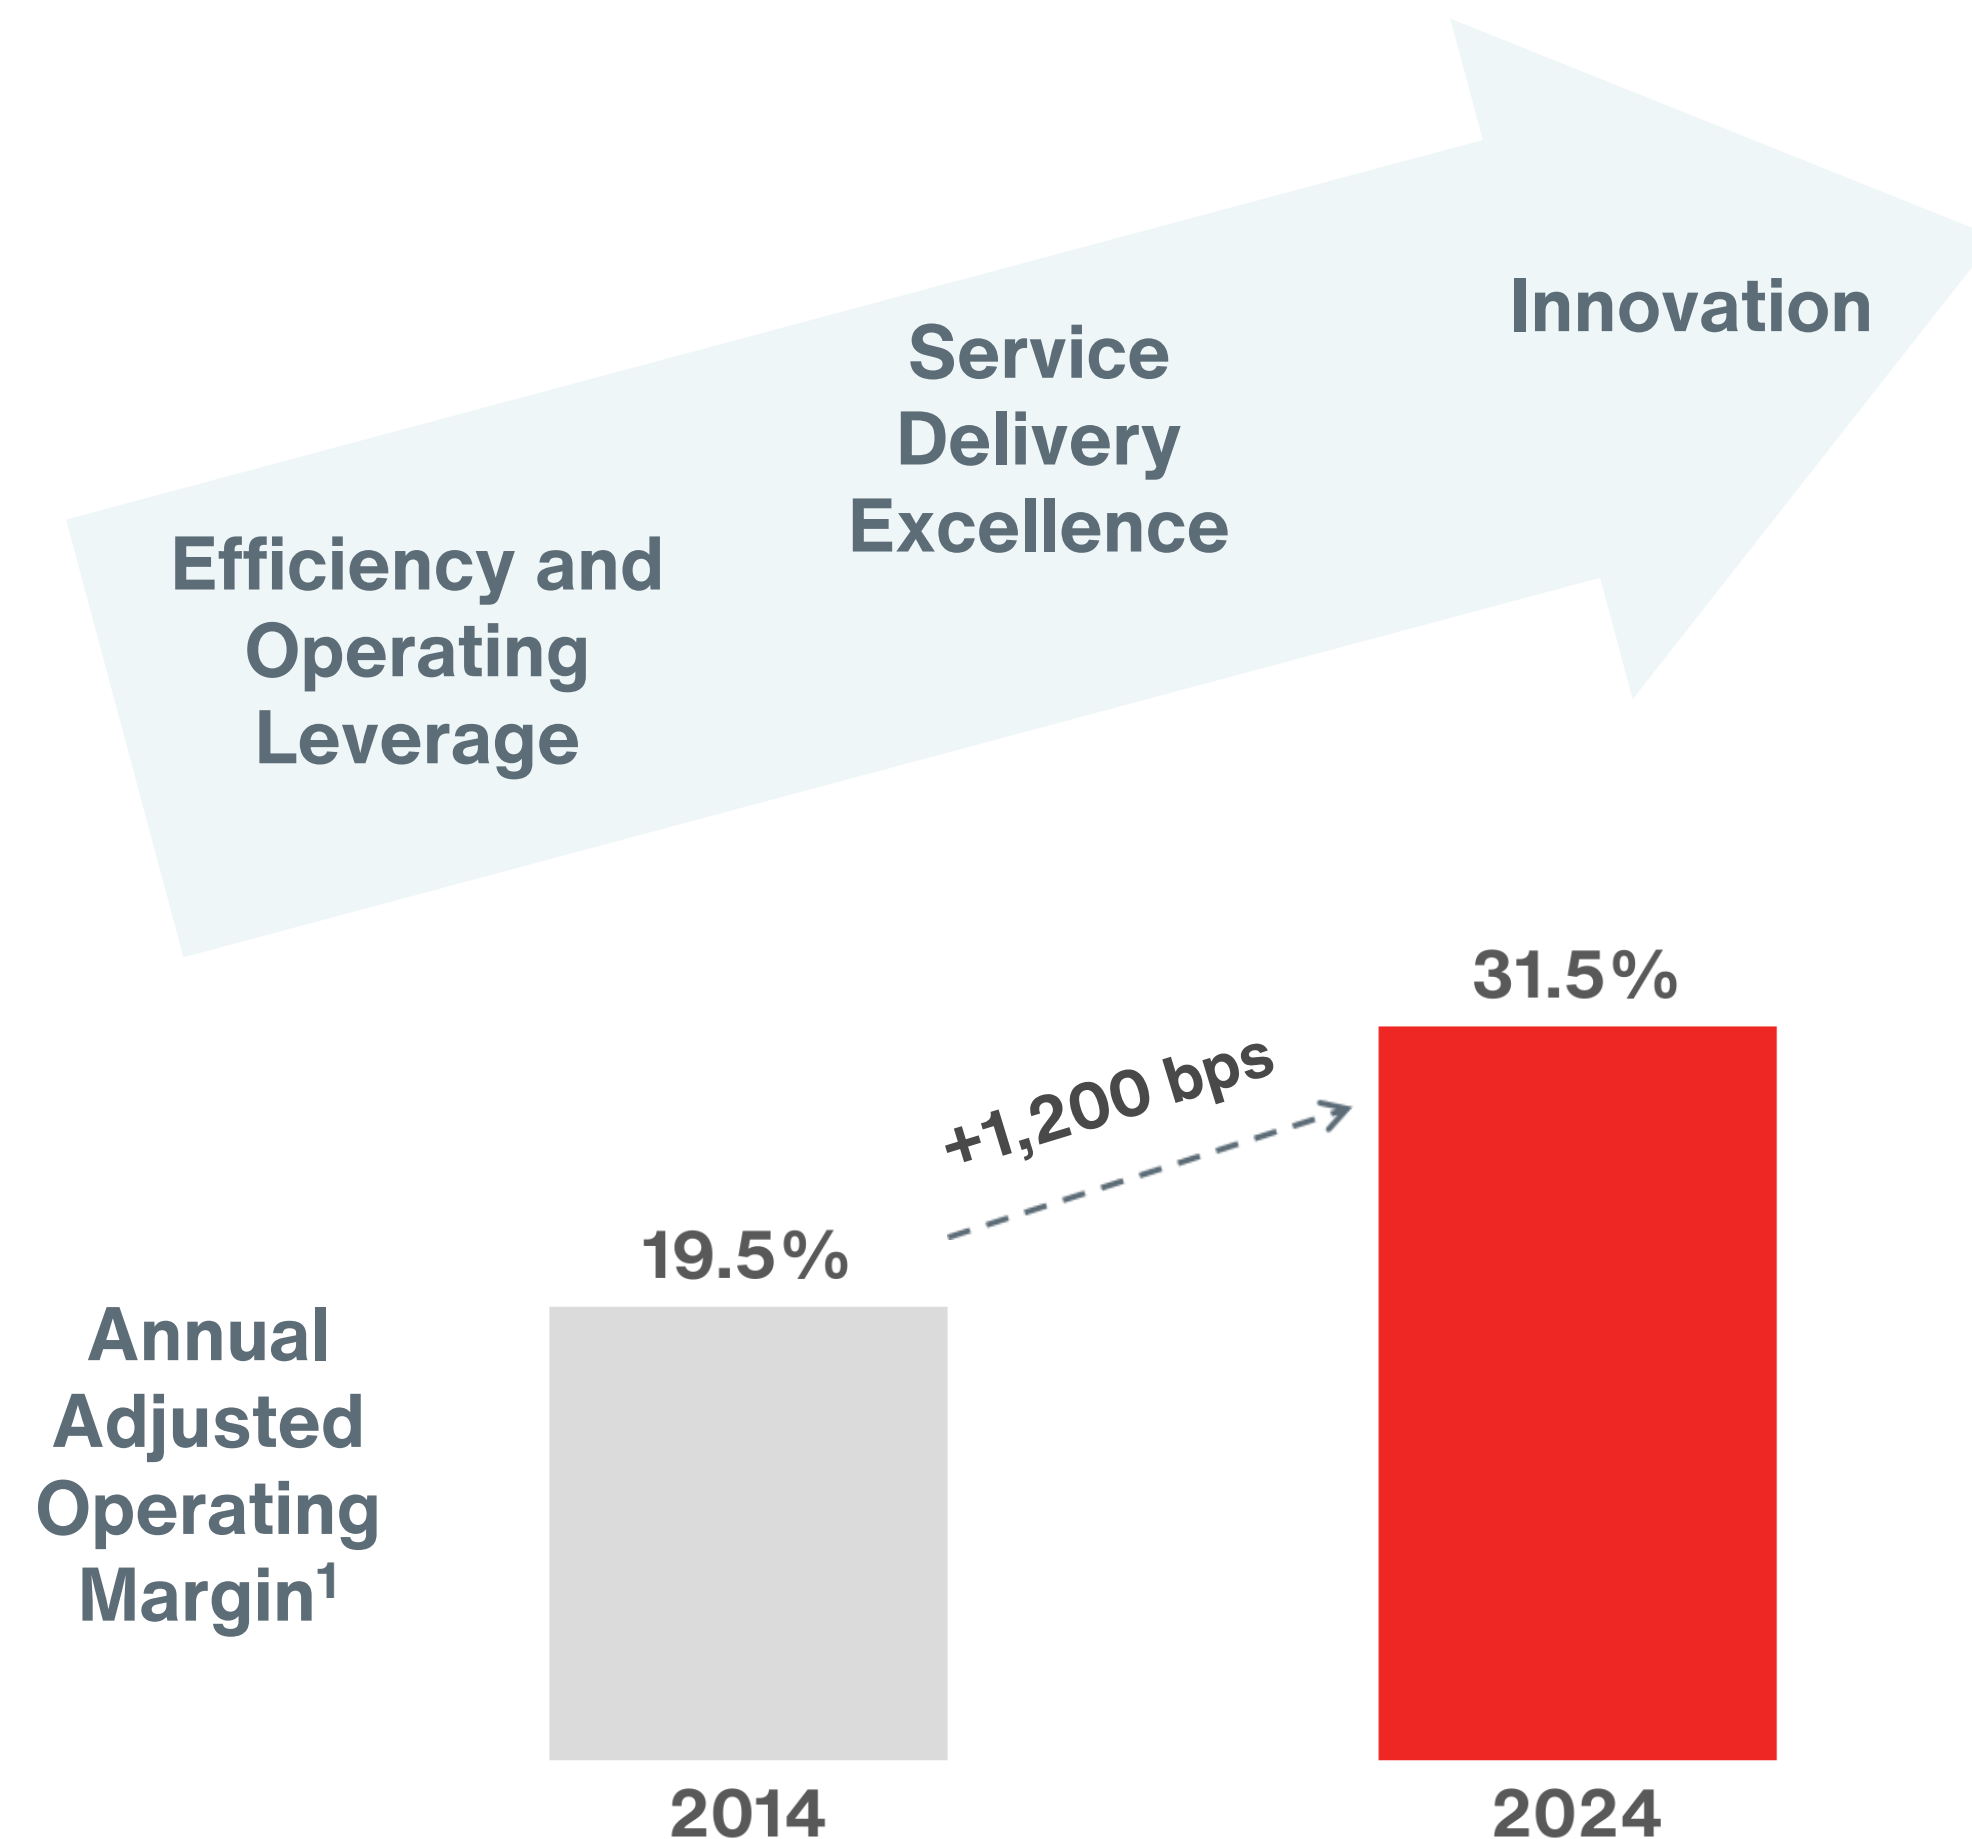 Innovation
Service
Delivery
Excellence
Efficiency and
Operating
Leverage
31.5%
+1,200 bps
19.5%
Annual
Adjusted
Operating
Margin¹
2014
2024